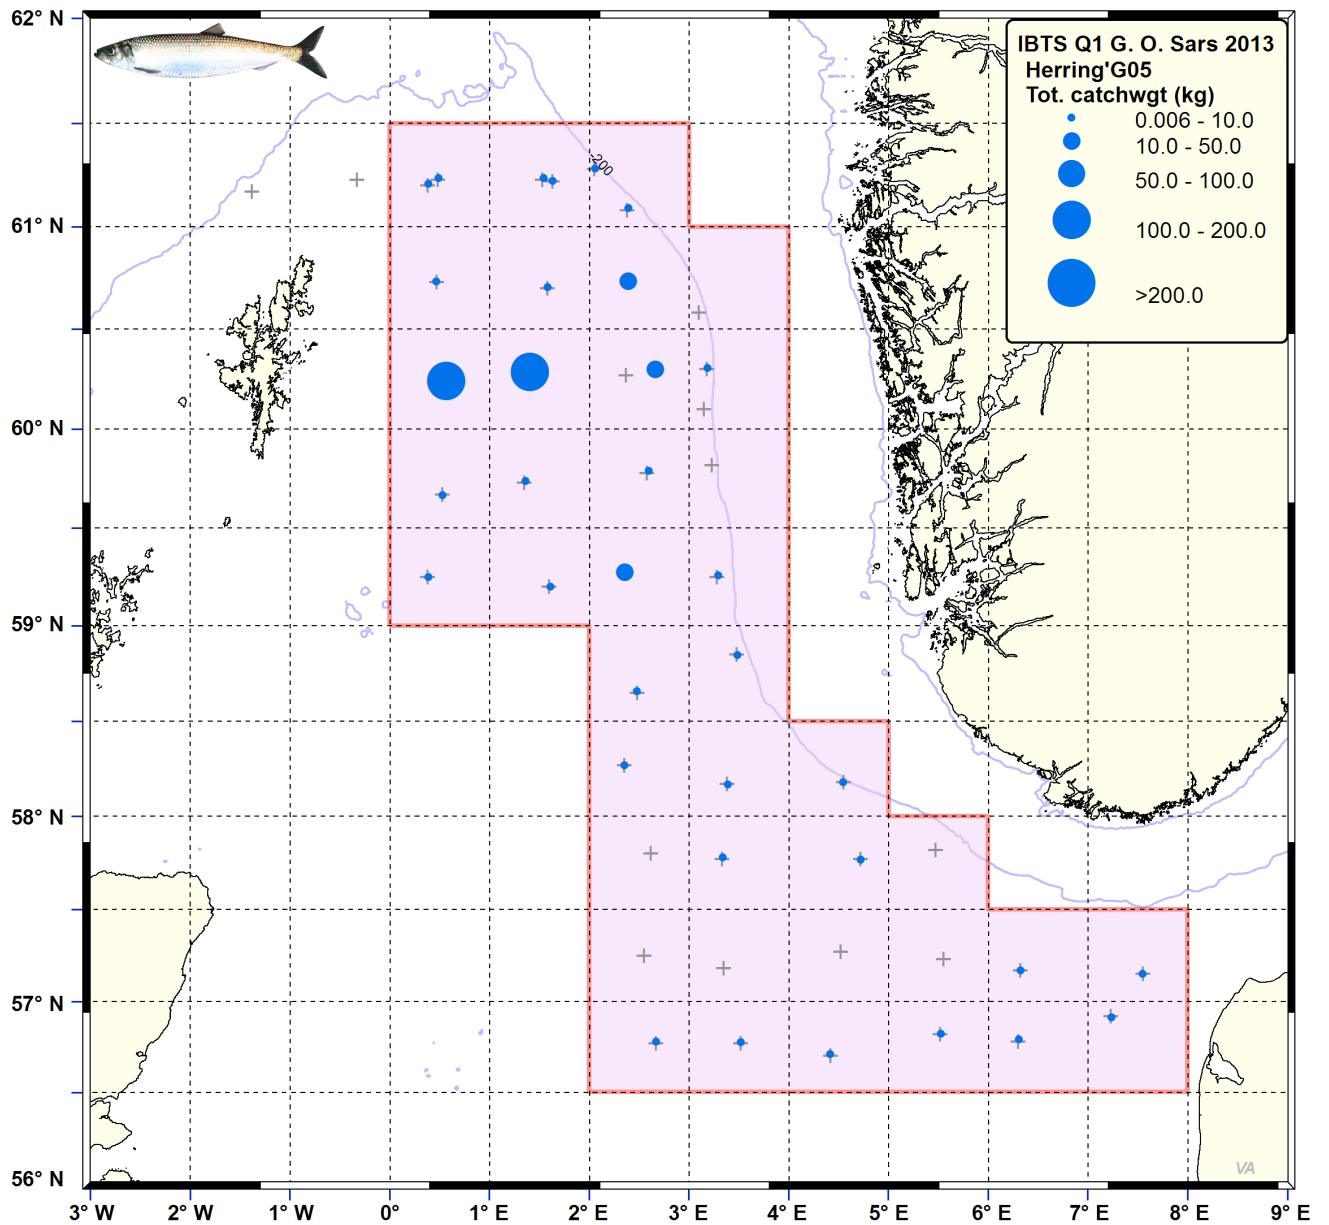 62° N
61° N
60° N
59° N
58° N
57° N
56° N
IBTS Q1 G. O. Sars 2013
Herring'G05
Tot. catchwgt (kg)
0.006 - 10.0
10.0 - 50.0
50.0 - 100.0
100.0 - 200.0
>200.0
-200
VA
3°W
2°W
1°W
0°
1°E
2°E
3°E
4°E
5°E
6°E
7°E
8°E
9°E